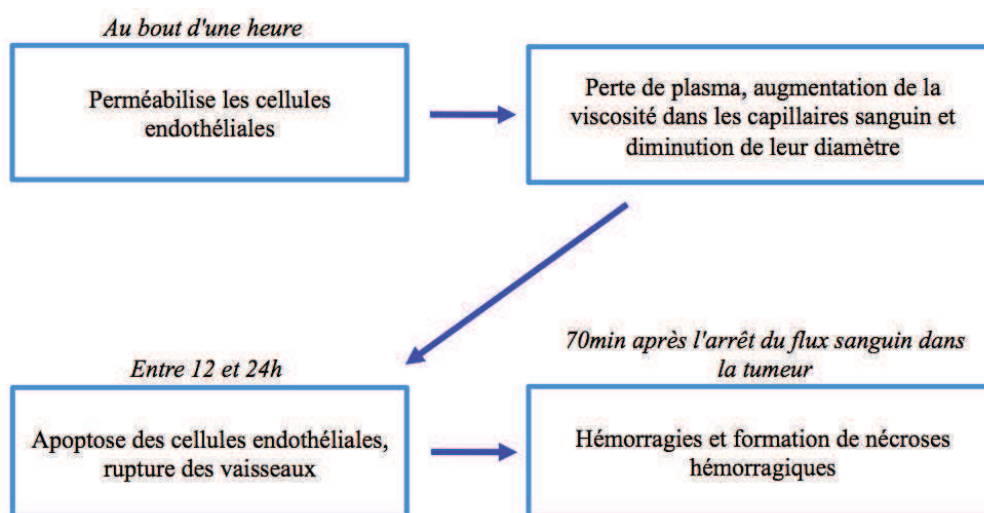 Au bout d'une heure
Perméabilise les cellules
endothéliales
Perte de plasma, augmentation de la
viscosité dans les capillaires sanguin et
diminution de leur diamètre
Entre 12 et 24h
Apoptose des cellules endothéliales,
rupture des vaisseaux
70min après l'arrêt du flux sanguin dans
la tumeur
Hémorragies et formation de nécroses
hémorragiques